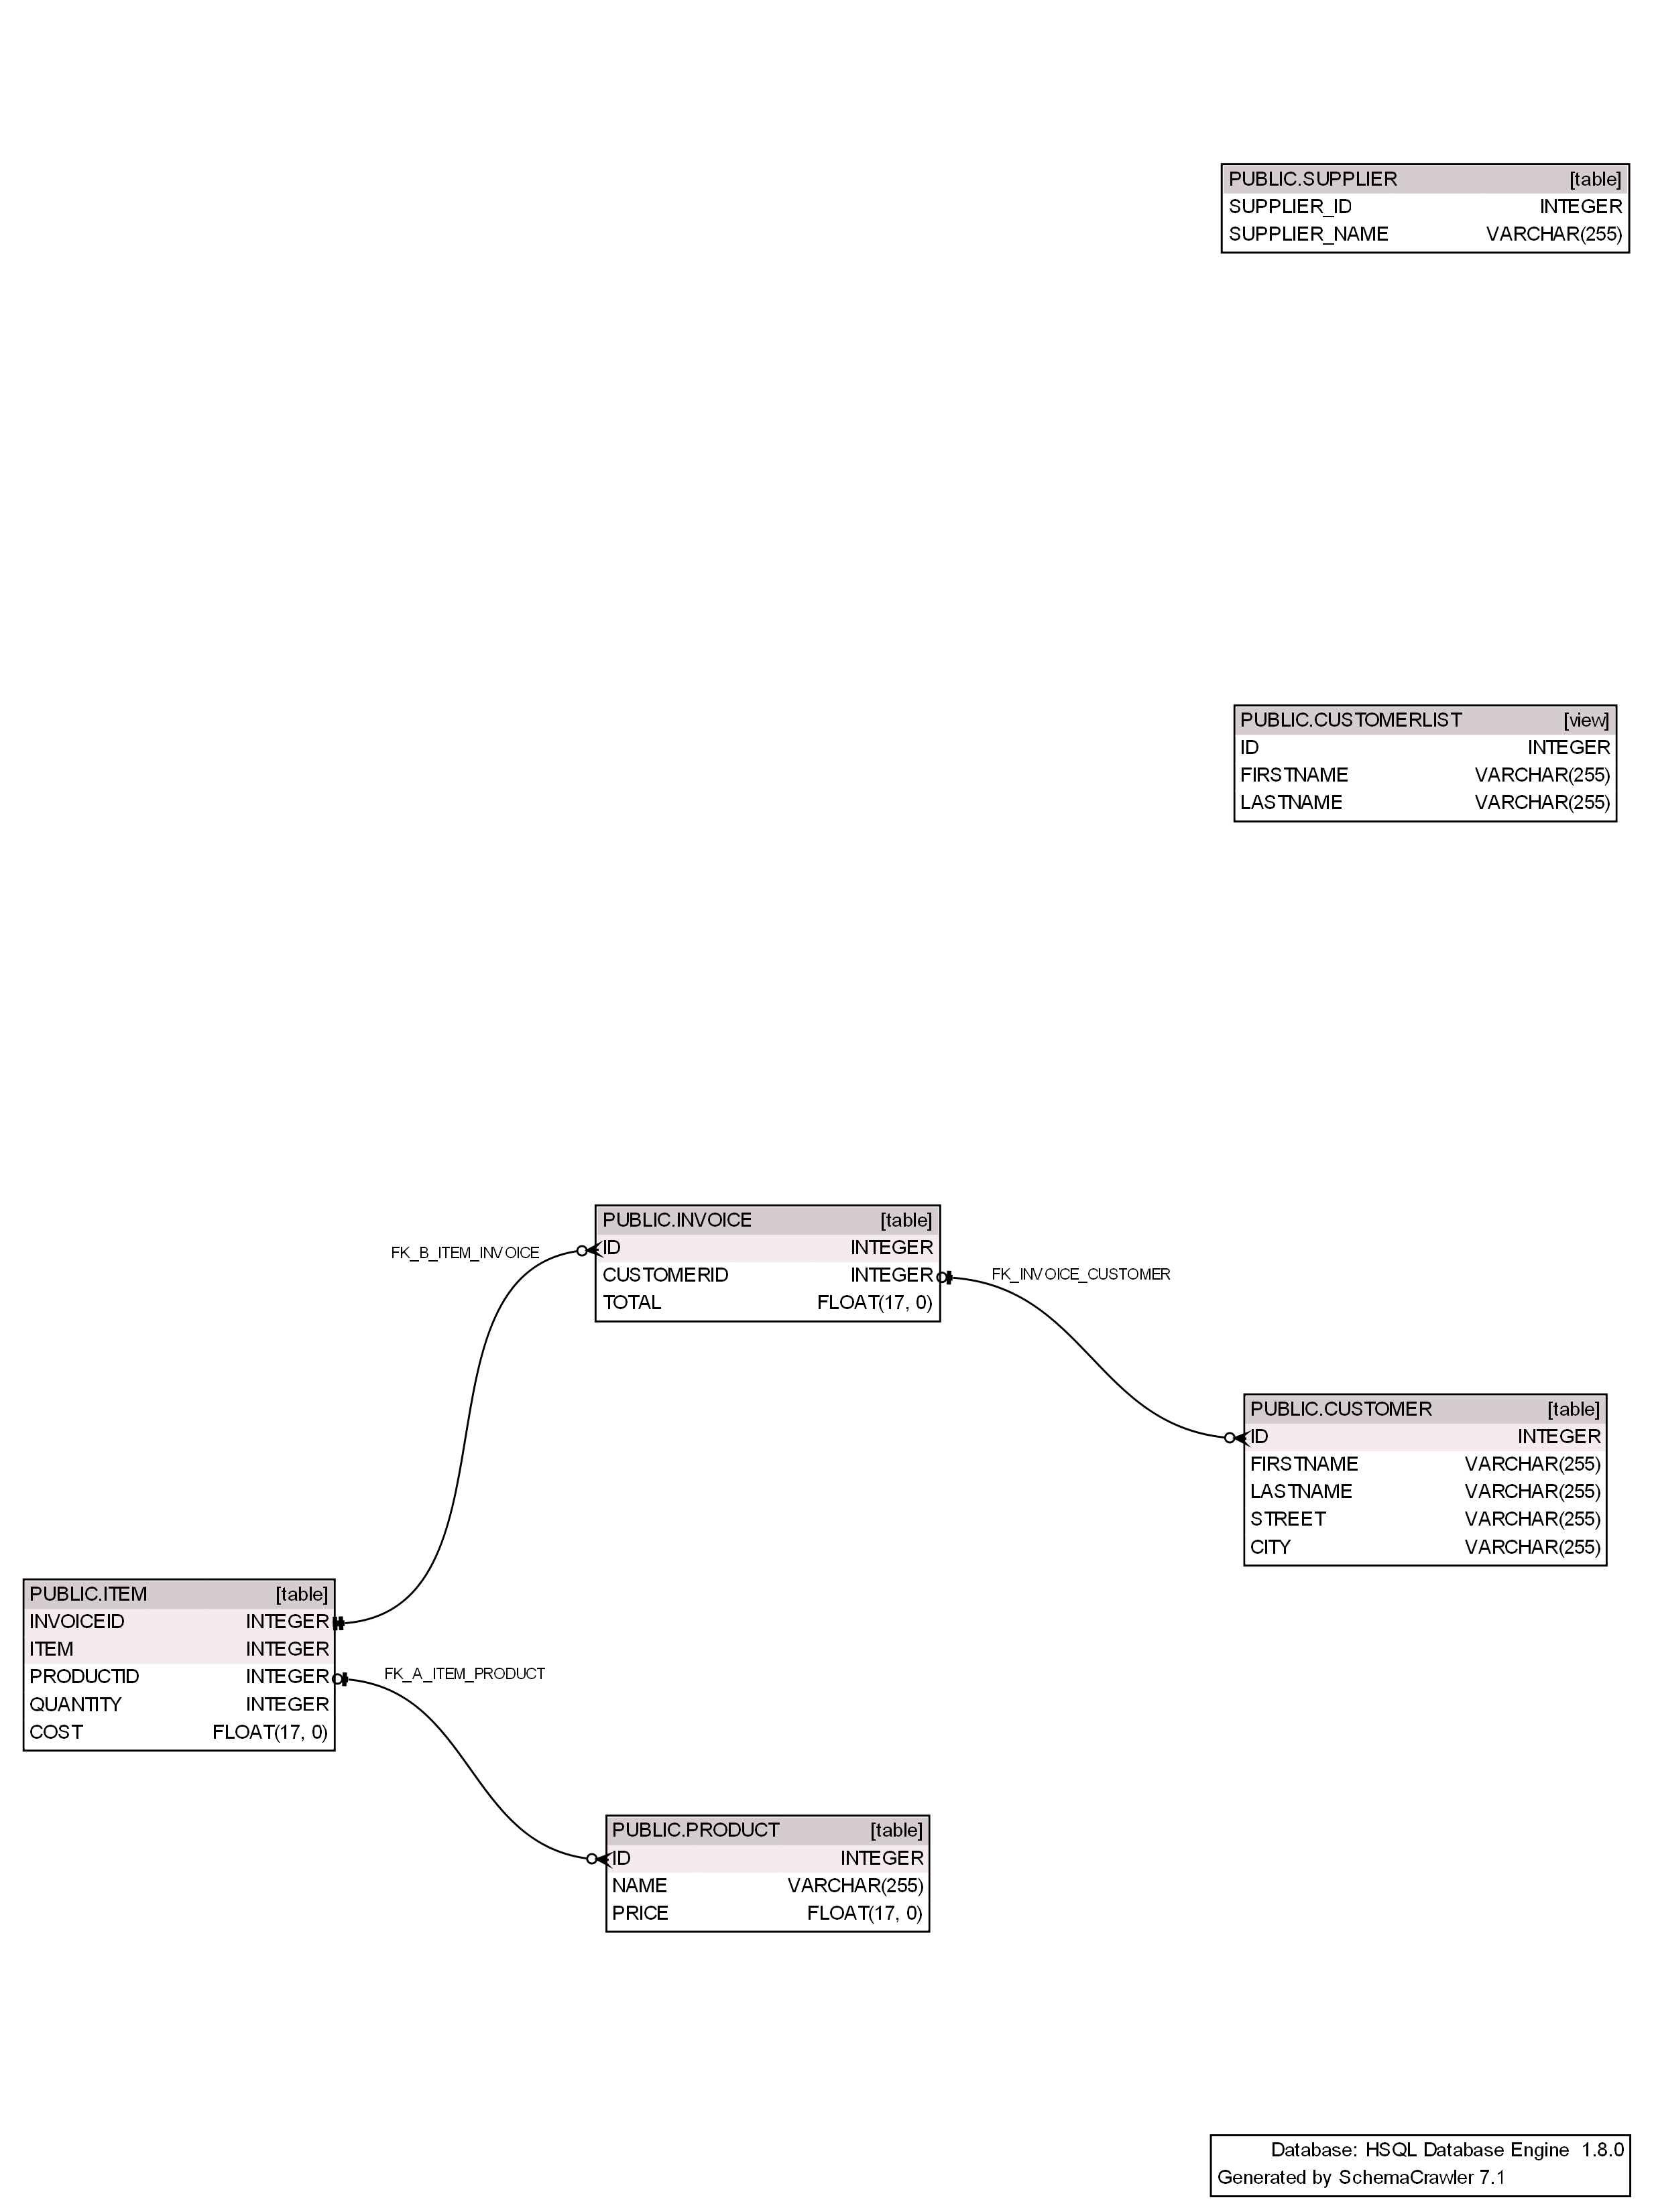 PUBLIC.SUPPLIER [table]
SUPPLIER_ID INTEGER
SUPPLIER_NAME VARCHAR(255)
PUBLIC.CUSTOMERLIST [view]
ID INTEGER
FIRSTNAME VARCHAR(255)
LASTNAME VARCHAR(255)
PUBLIC.INVOICE [table]
ID INTEGER
CUSTOMERID INTEGER
TOTAL FLOAT(17, 0)
FK_B_ITEM_INVOICE
FK_INVOICE_CUSTOMER
PUBLIC.CUSTOMER [table]
ID INTEGER
FIRSTNAME VARCHAR(255)
LASTNAME VARCHAR(255)
STREET VARCHAR(255)
CITY VARCHAR(255)
PUBLIC.ITEM [table]
INVOICEID INTEGER
ITEM INTEGER
PRODUCTID INTEGER
QUANTITY INTEGER
COST FLOAT(17, 0)
FK_A_ITEM_PRODUCT
PUBLIC.PRODUCT [table]
ID INTEGER
NAME VARCHAR(255)
PRICE FLOAT(17, 0)
Database: HSQL Database Engine 1.8.0
Generated by SchemaCrawler 7.1